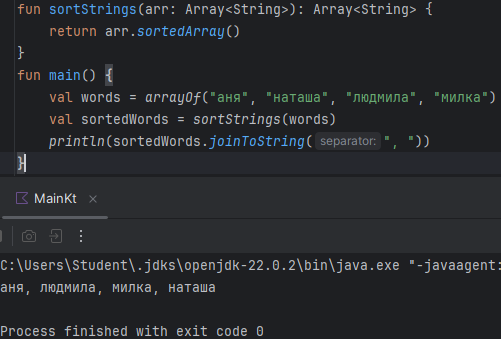 fun sortStrings(arr: Array<String>): Array<String> {
    return arr.sortedArray()
}
fun main() {
    val words = arrayOf("аня", "наташа", "людмила", "милка")
    val sortedWords = sortStrings(words)
    println(sortedWords.joinToString( separator: ", "))
}
MainKt ×
C:\Users\Student\.jdks\openjdk-22.0.2\bin\java.exe "-javaagent:
аня, людмила, милка, наташа
Process finished with exit code 0